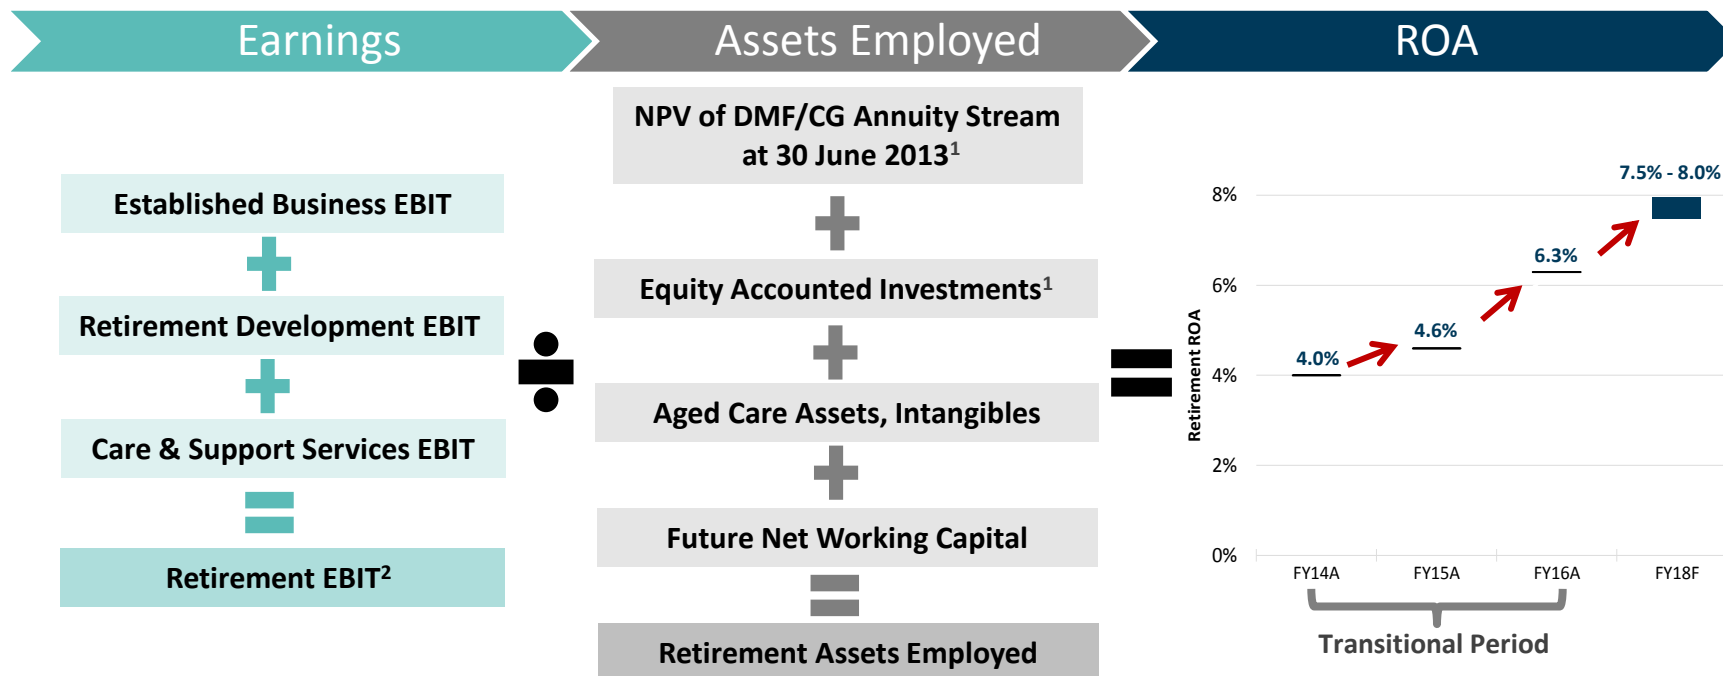 Earnings
Assets Employed
ROA
Established Business EBIT
+
Retirement Development EBIT
+
Care & Support Services EBIT
=
Retirement EBIT²
÷
NPV of DMF/CG Annuity Stream
at 30 June 2013¹
+
Equity Accounted Investments¹
+
Aged Care Assets, Intangibles
+
Future Net Working Capital
=
Retirement Assets Employed
=
Retirement ROA
8%
6%
4%
2%
0%
4.0%
4.6%
6.3%
7.5% - 8.0%
FY14A
FY15A
FY16A
FY18F
Transitional Period